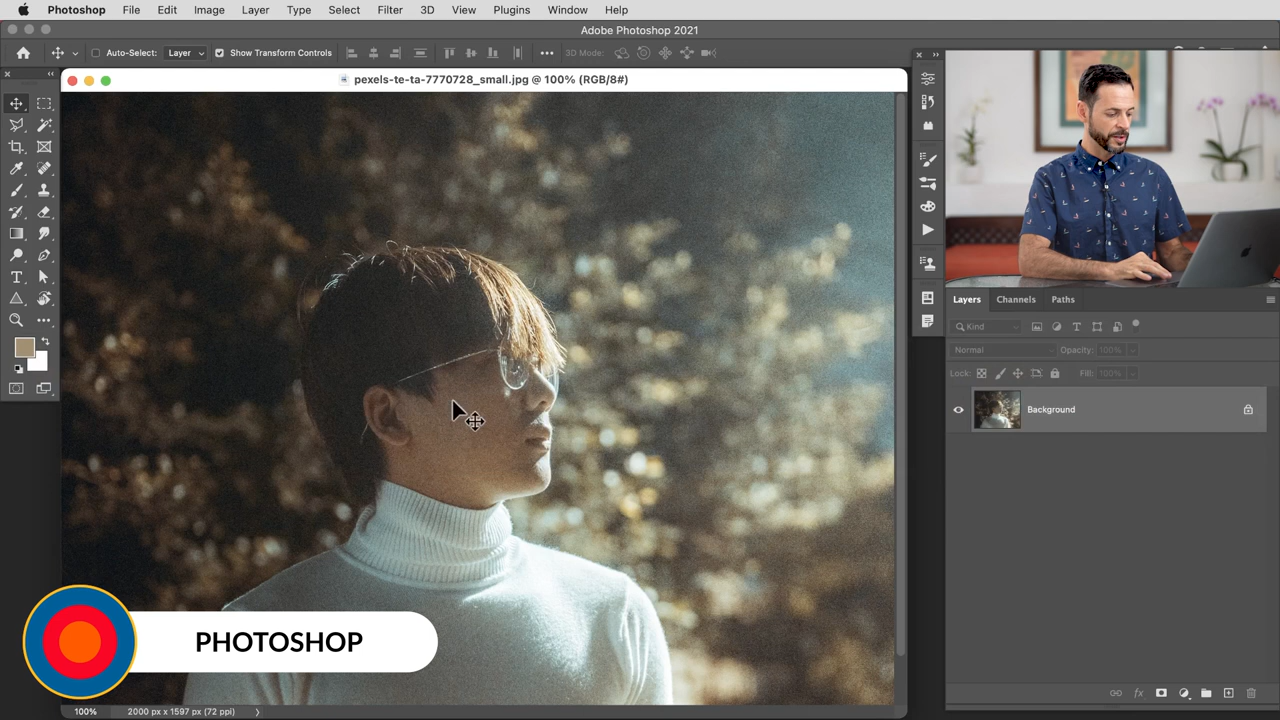 Photoshop File Edit Image Layer Type Select Filter 3D View Plugins Window Help
Adobe Photoshop 2021
Auto-Select: Layer Show Transform Controls 3D Mode:
pexels-te-ta-7770728_small.jpg @ 100% (RGB/8#)
Layers Channels Paths
Kind
Normal Opacity: 100%
Lock: Fill: 100%
Background
fx
PHOTOSHOP
100% 2000 px x 1597 px (72 ppi)